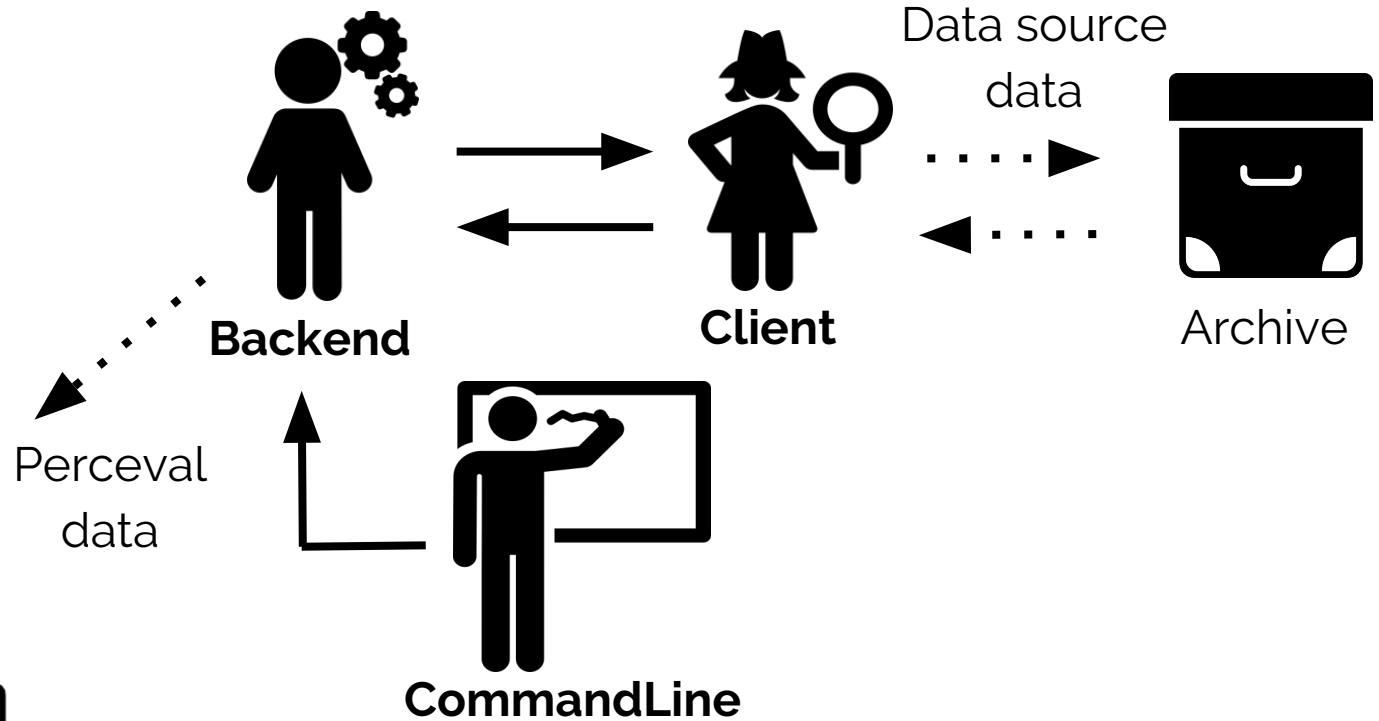 Data source
data
Backend
Client
Archive
Perceval
data
CommandLine